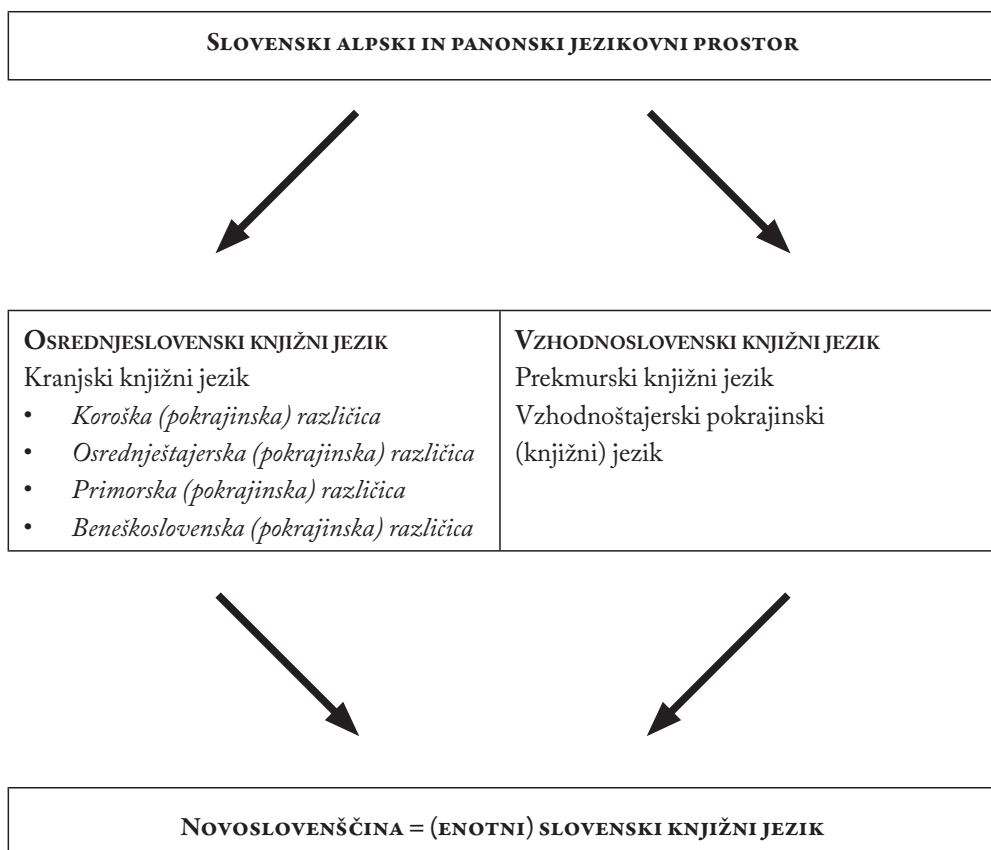 Slovenski alpski in panonski jezikovni prostor
Osrednjeslovenski knjižni jezik
Kranjski knjižni jezik
• Koroška (pokrajinska) različica
• Osrednještajerska (pokrajinska) različica
• Primorska (pokrajinska) različica
• Beneškoslovenska (pokrajinska) različica
Vzhodnoslovenski knjižni jezik
Prekmurski knjižni jezik
Vzhodnoštajerski pokrajinski
(knjižni) jezik
Novoslovenščina = (enotni) slovenski knjižni jezik